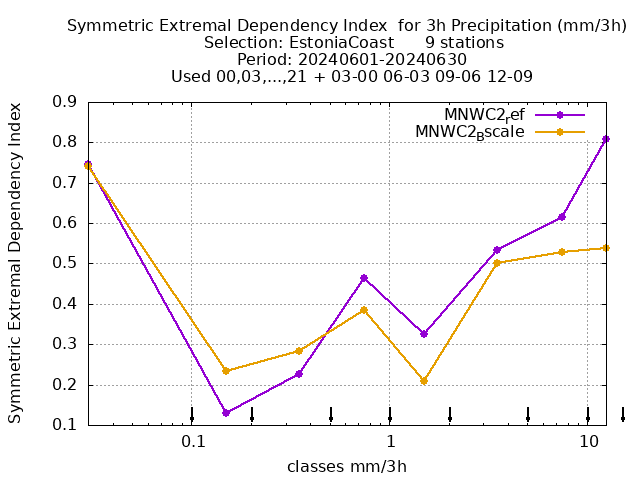 Symmetric Extremal Dependency Index  for 3h Precipitation (mm/3h)
Selection: EstoniaCoast      9 stations
Period: 20240601-20240630
Used 00,03,...,21 + 03-00 06-03 09-06 12-09
MNWC2ref
MNWC2Bscale
Symmetric Extremal Dependency Index
0.9
0.8
0.7
0.6
0.5
0.4
0.3
0.2
0.1
0.1 1 10
classes mm/3h